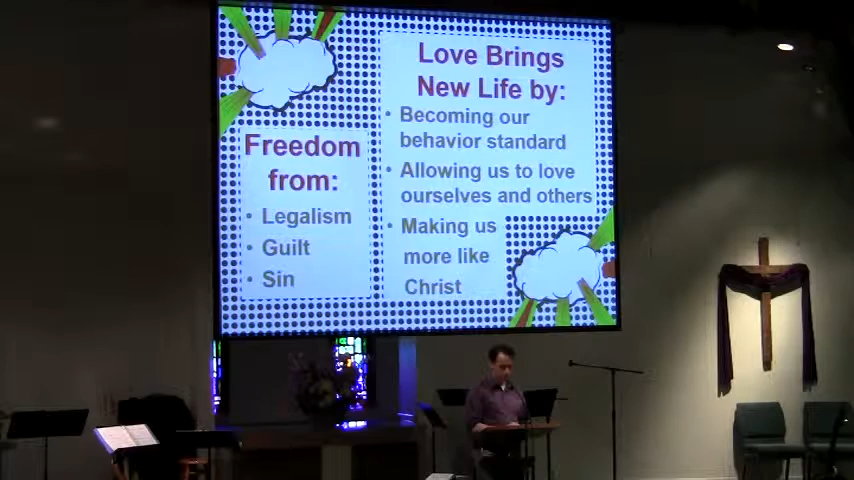 Freedom
from:
• Legalism
• Guilt
• Sin
Love Brings
New Life by:
• Becoming our
behavior standard
• Allowing us to love
ourselves and others
• Making us
more like
Christ